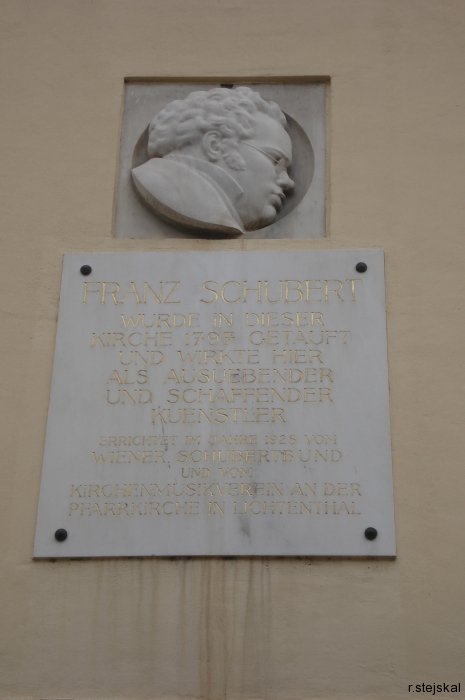 FRANZ SCHUBERT
WURDE IN DIESER
KIRCHE 1797 GETAUFT
UND WIRKTE HIER
ALS AUSUEBENDER
UND SCHAFFENDER
KUENSTLER
ERRICHTET IM JAHRE 1928 VOM
WIENER SCHUBERTBUND
UND VOM
KIRCHENMUSIKVEREIN AN DER
PFARRKIRCHE IN LICHTENTHAL
r.stejskal